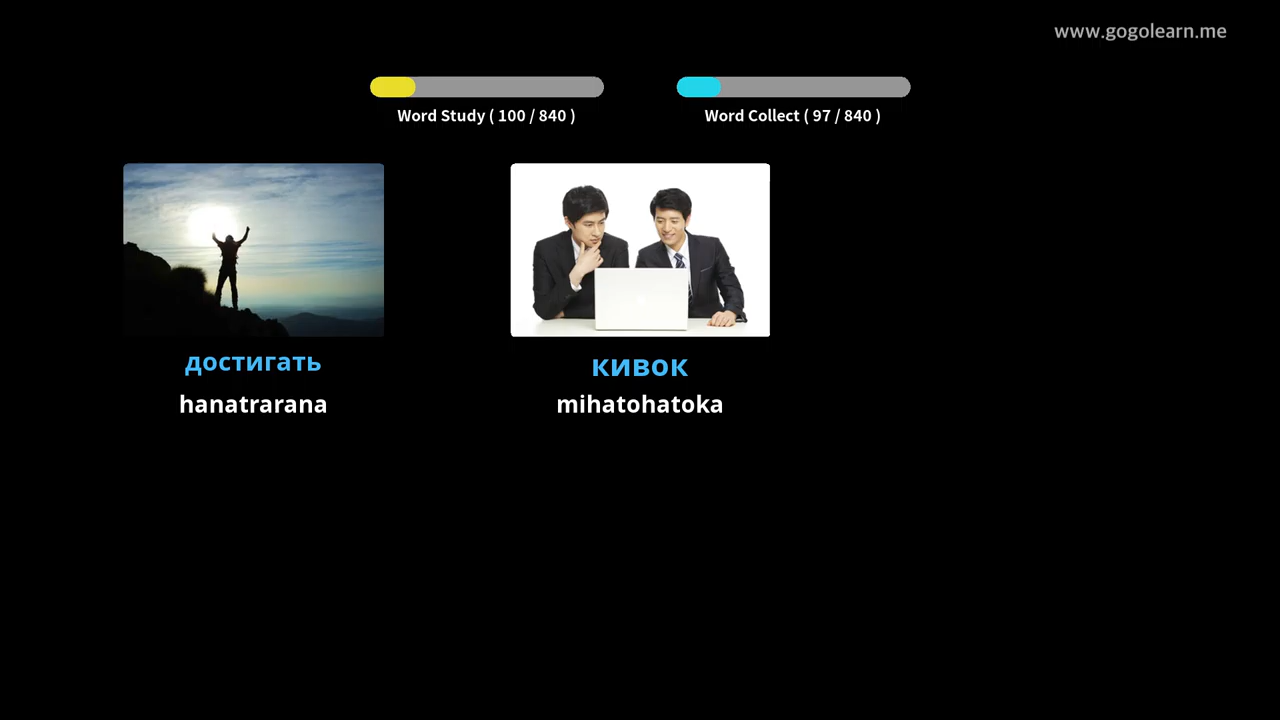 www.gogolearn.me
Word Study ( 100 / 840 )
Word Collect ( 97 / 840 )
достигать
hanatrarana
кивок
mihatohatoka